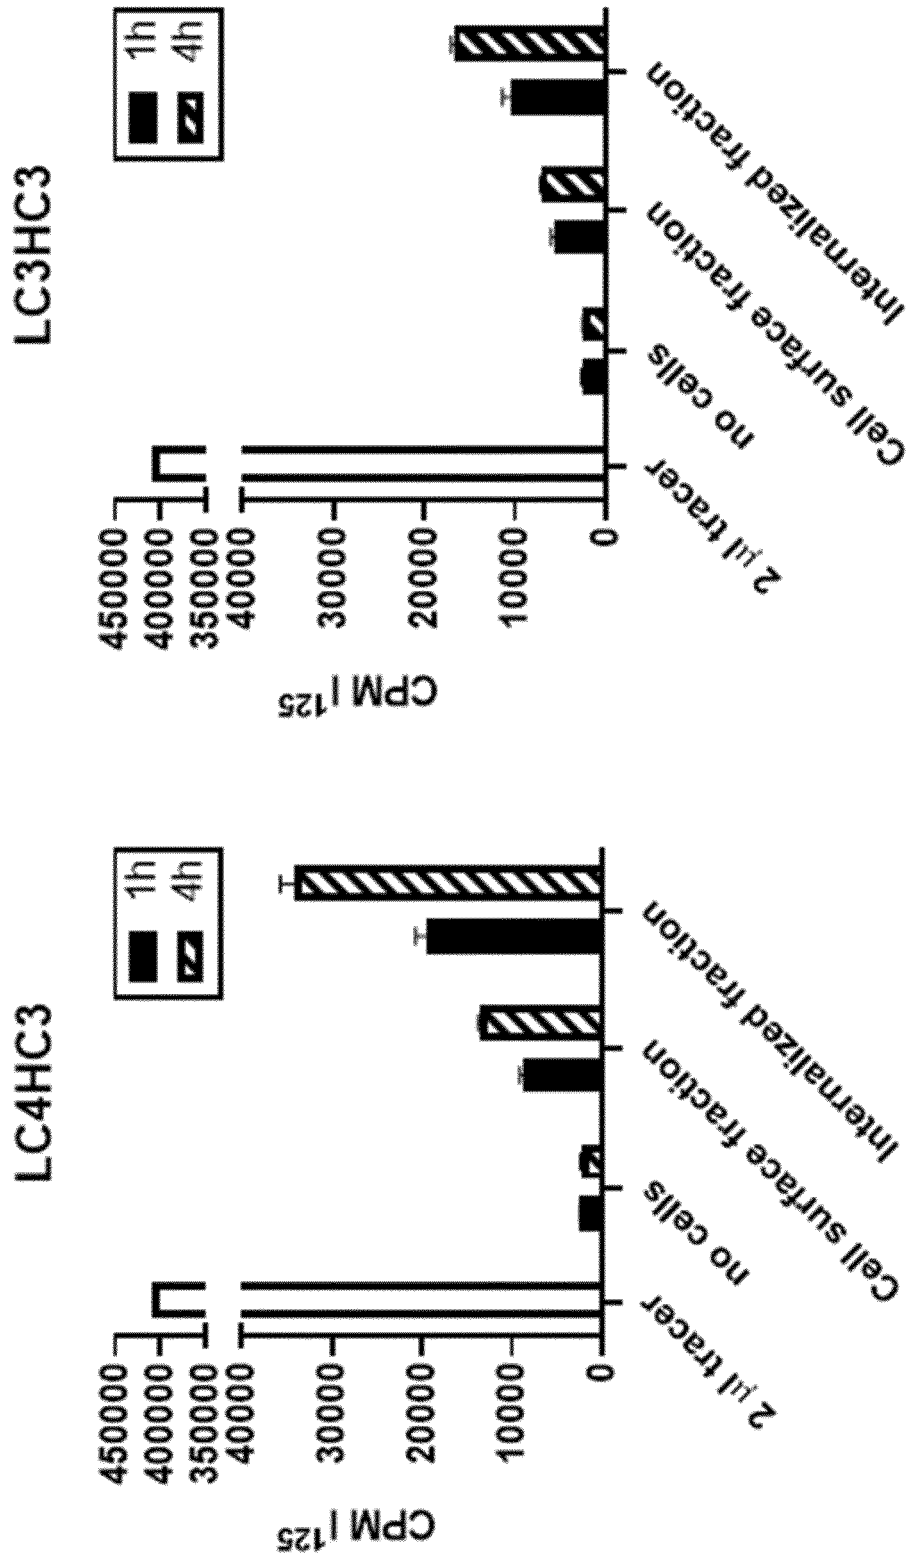 LC4HC3
1h
4h
450000
400000
350000
40000
30000
20000
10000
0
CPM I¹²⁵
2 µl tracer
no cells
Cell surface fraction
Internalized fraction
LC3HC3
1h
4h
450000
400000
350000
40000
30000
20000
10000
0
CPM I¹²⁵
2 µl tracer
no cells
Cell surface fraction
Internalized fraction